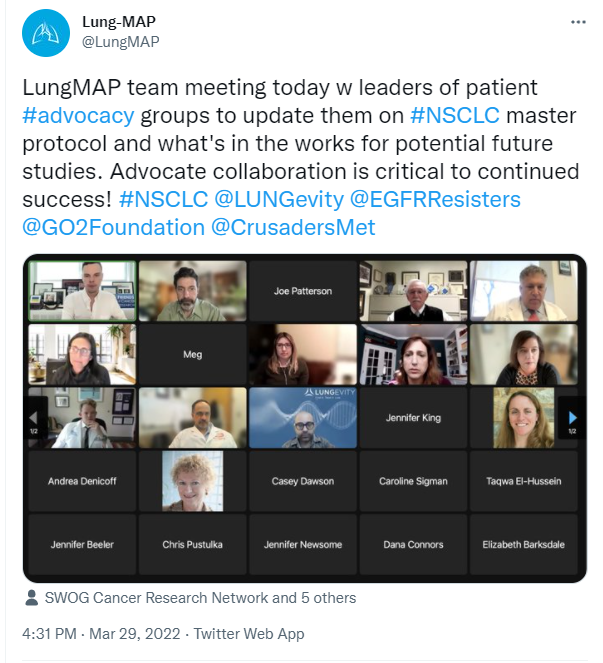 Lung-MAP
@LungMAP
LungMAP team meeting today w leaders of patient
#advocacy groups to update them on #NSCLC master
protocol and what's in the works for potential future
studies. Advocate collaboration is critical to continued
success! #NSCLC @LUNGevity @EGFRResisters
@GO2Foundation @CrusadersMet
Joe Patterson
Meg
LUNGEVITY
Jennifer King
1/2
1/2
Andrea Denicoff
Casey Dawson
Caroline Sigman
Taqwa El-Hussein
Jennifer Beeler
Chris Pustulka
Jennifer Newsome
Dana Connors
Elizabeth Barksdale
SWOG Cancer Research Network and 5 others
4:31 PM · Mar 29, 2022 · Twitter Web App